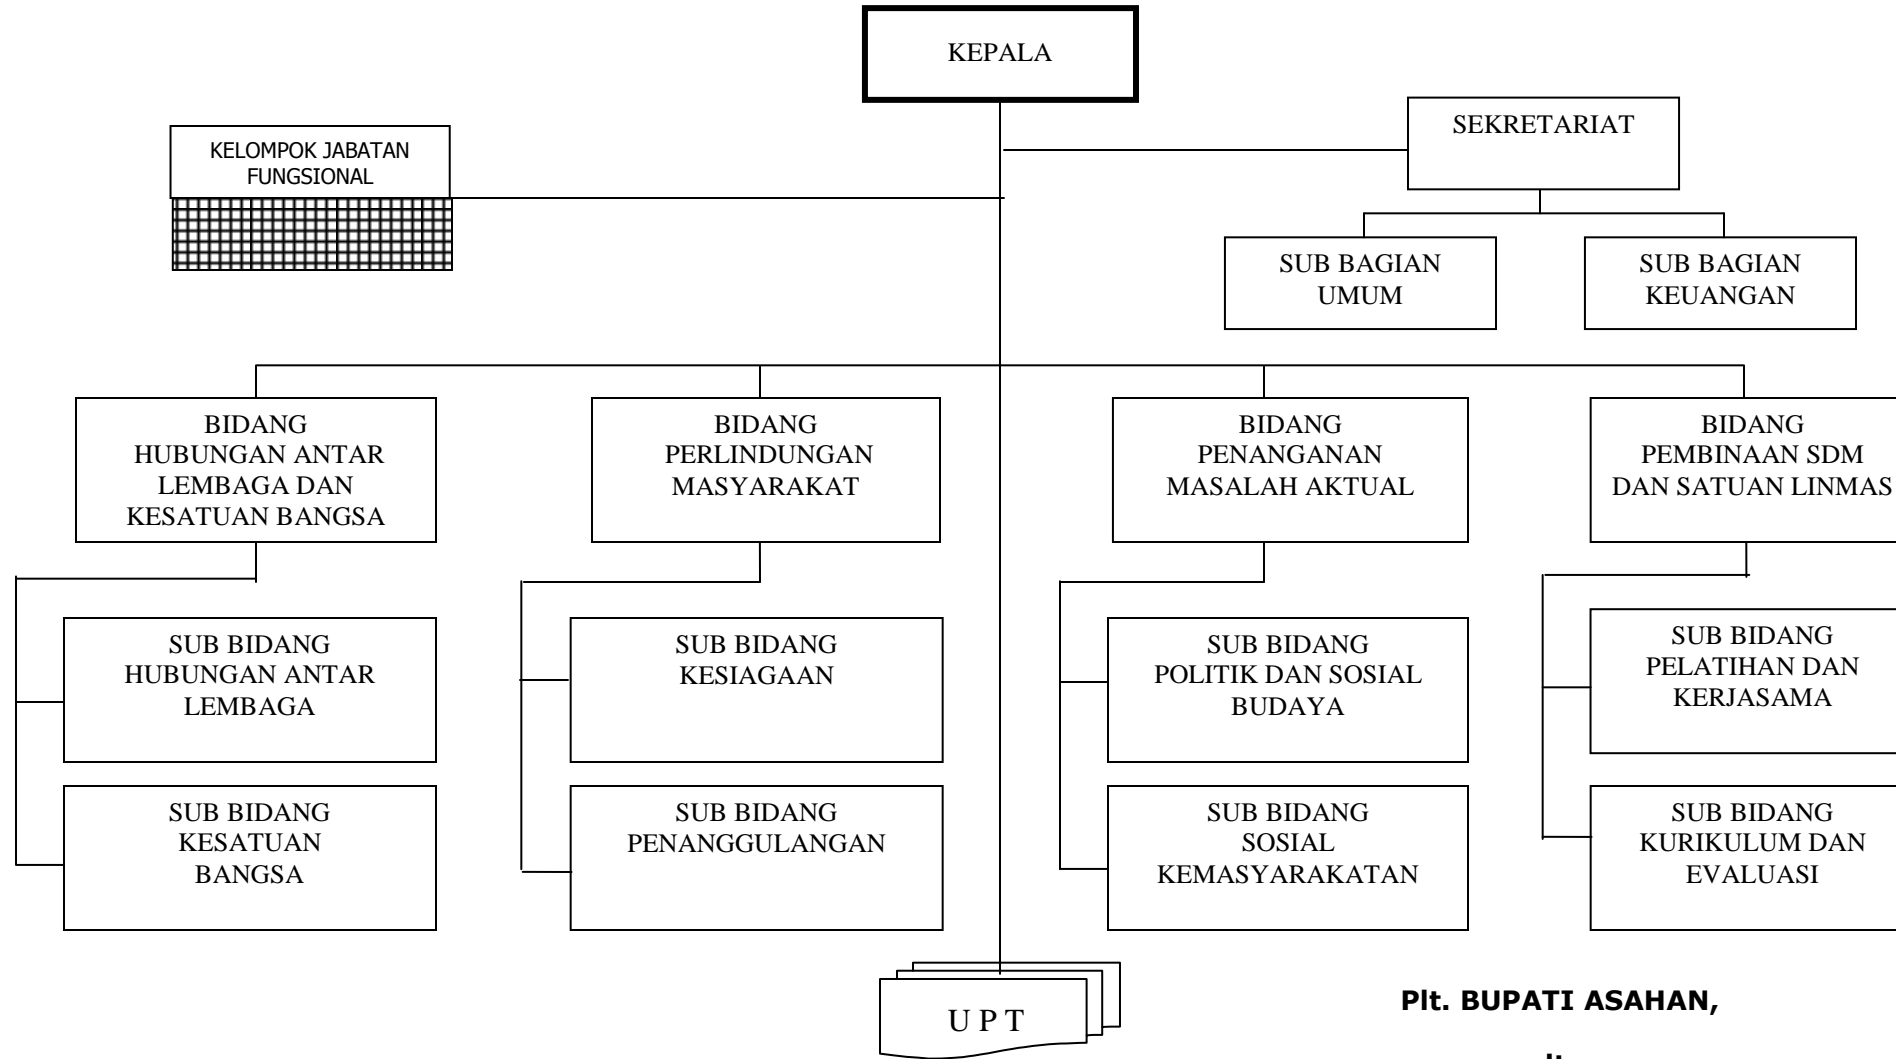 KEPALA
SEKRETARIAT
KELOMPOK JABATAN
FUNGSIONAL
SUB BAGIAN
UMUM
SUB BAGIAN
KEUANGAN
BIDANG
HUBUNGAN ANTAR
LEMBAGA DAN
KESATUAN BANGSA
BIDANG
PERLINDUNGAN
MASYARAKAT
BIDANG
PENANGANAN
MASALAH AKTUAL
BIDANG
PEMBINAAN SDM
DAN SATUAN LINMAS
SUB BIDANG
HUBUNGAN ANTAR
LEMBAGA
SUB BIDANG
KESIAGAAN
SUB BIDANG
POLITIK DAN SOSIAL
BUDAYA
SUB BIDANG
PELATIHAN DAN
KERJASAMA
SUB BIDANG
KESATUAN
BANGSA
SUB BIDANG
PENANGGULANGAN
SUB BIDANG
SOSIAL
KEMASYARAKATAN
SUB BIDANG
KURIKULUM DAN
EVALUASI
U P T
Plt. BUPATI ASAHAN,